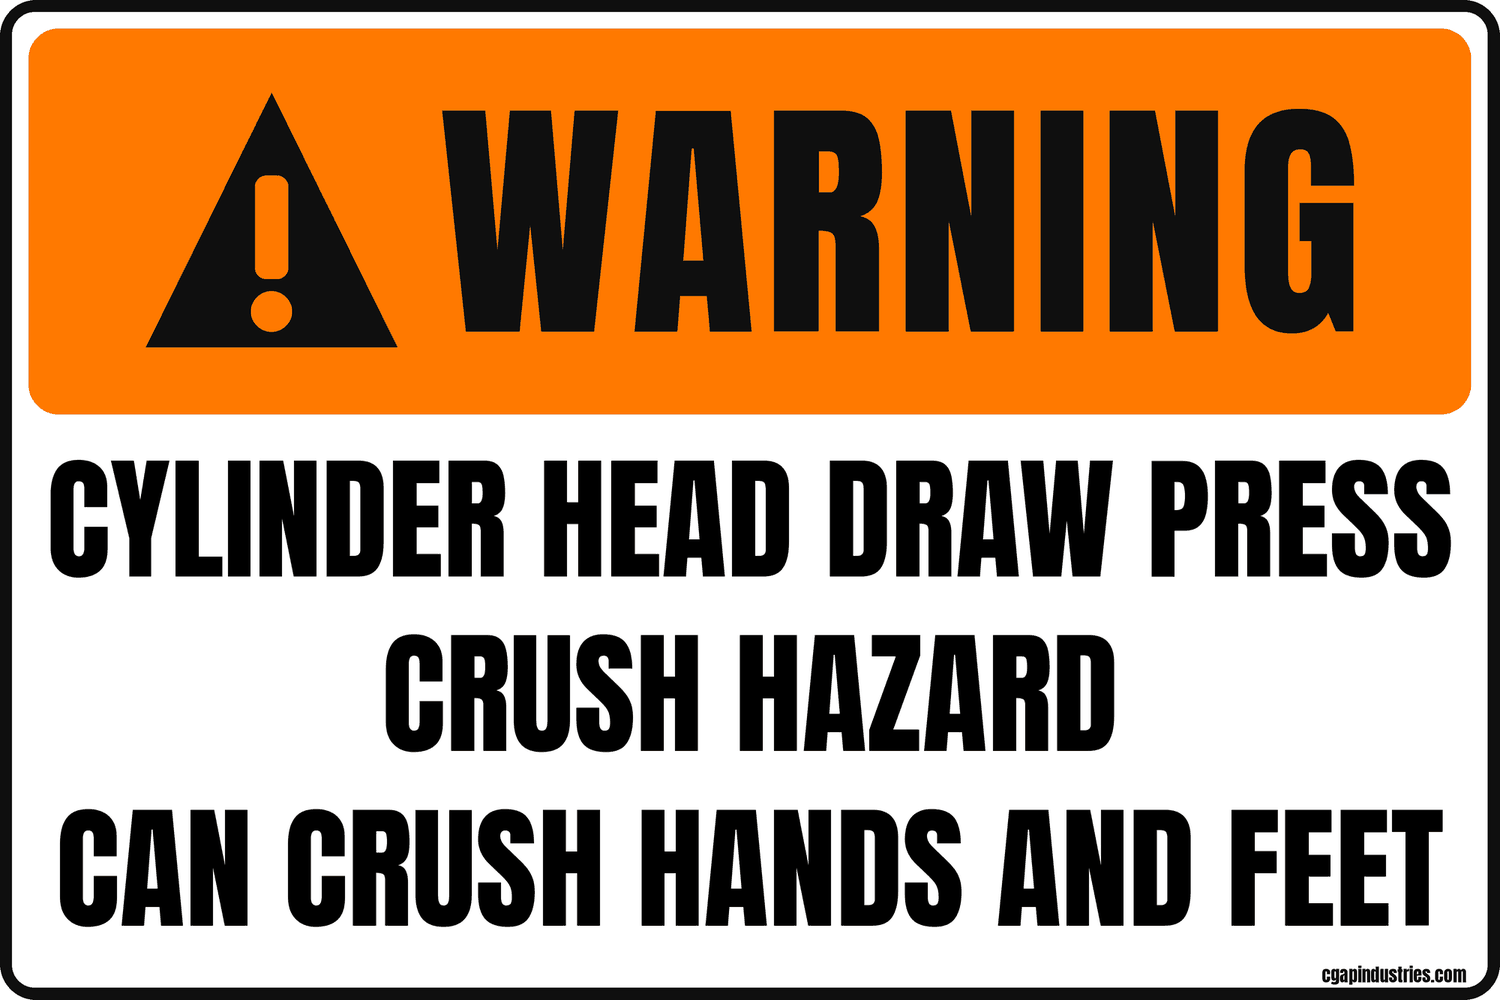 WARNING
CYLINDER HEAD DRAW PRESS
CRUSH HAZARD
CAN CRUSH HANDS AND FEET
cgapindustries.com